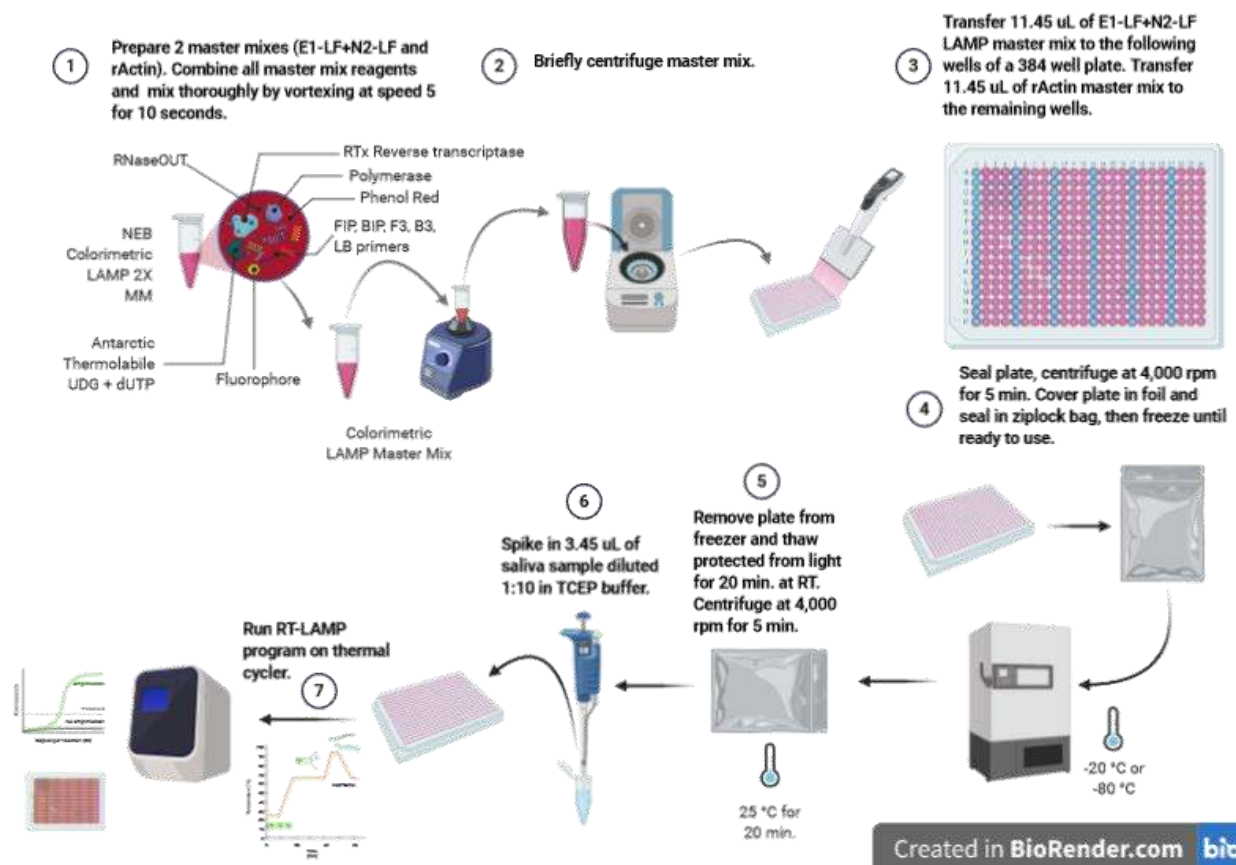 1
Prepare 2 master mixes (E1-LF+N2-LF and
rActin). Combine all master mix reagents
and mix thoroughly by vortexing at speed 5
for 10 seconds.
2
Briefly centrifuge master mix.
3
Transfer 11.45 uL of E1-LF+N2-LF
LAMP master mix to the following
wells of a 384 well plate. Transfer
11.45 uL of rActin master mix to
the remaining wells.
RNaseOUT
RTx Reverse transcriptase
Polymerase
Phenol Red
FIP, BIP, F3, B3,
LB primers
NEB
Colorimetric
LAMP 2X
MM
Antarctic
Thermolabile
UDG + dUTP
Fluorophore
Colorimetric
LAMP Master Mix
4
Seal plate, centrifuge at 4,000 rpm
for 5 min. Cover plate in foil and
seal in ziplock bag, then freeze until
ready to use.
5
Remove plate from
freezer and thaw
protected from light
for 20 min. at RT.
Centrifuge at 4,000
rpm for 5 min.
6
Spike in 3.45 uL of
saliva sample diluted
1:10 in TCEP buffer.
7
Run RT-LAMP
program on thermal
cycler.
-20 °C or
-80 °C
25 °C for
20 min.
Created in BioRender.com
bio